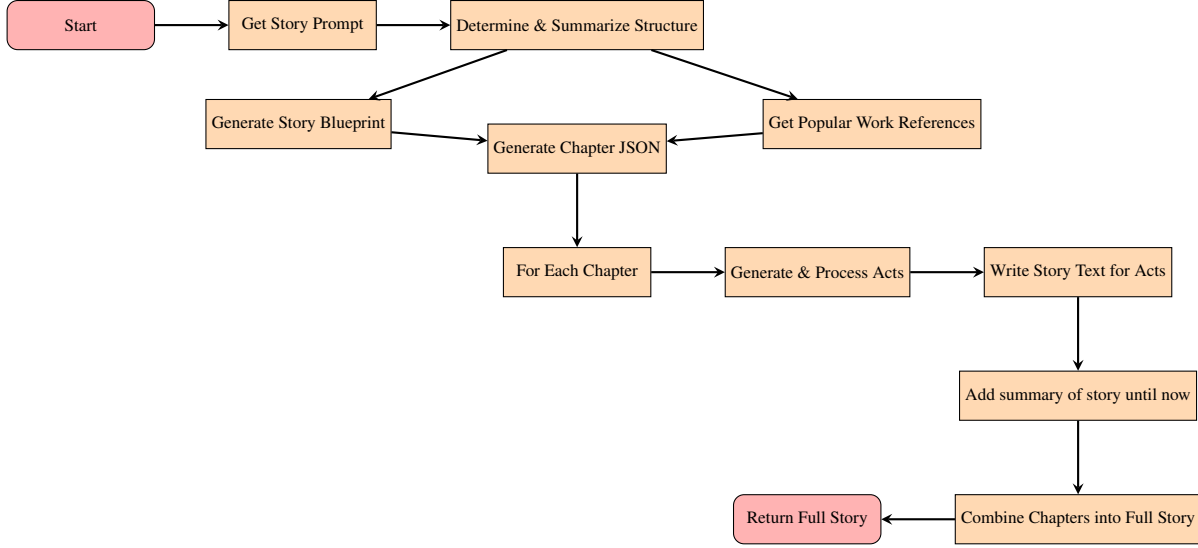 Start
Get Story Prompt
Determine & Summarize Structure
Generate Story Blueprint
Generate Chapter JSON
Get Popular Work References
For Each Chapter
Generate & Process Acts
Write Story Text for Acts
Add summary of story until now
Return Full Story
Combine Chapters into Full Story